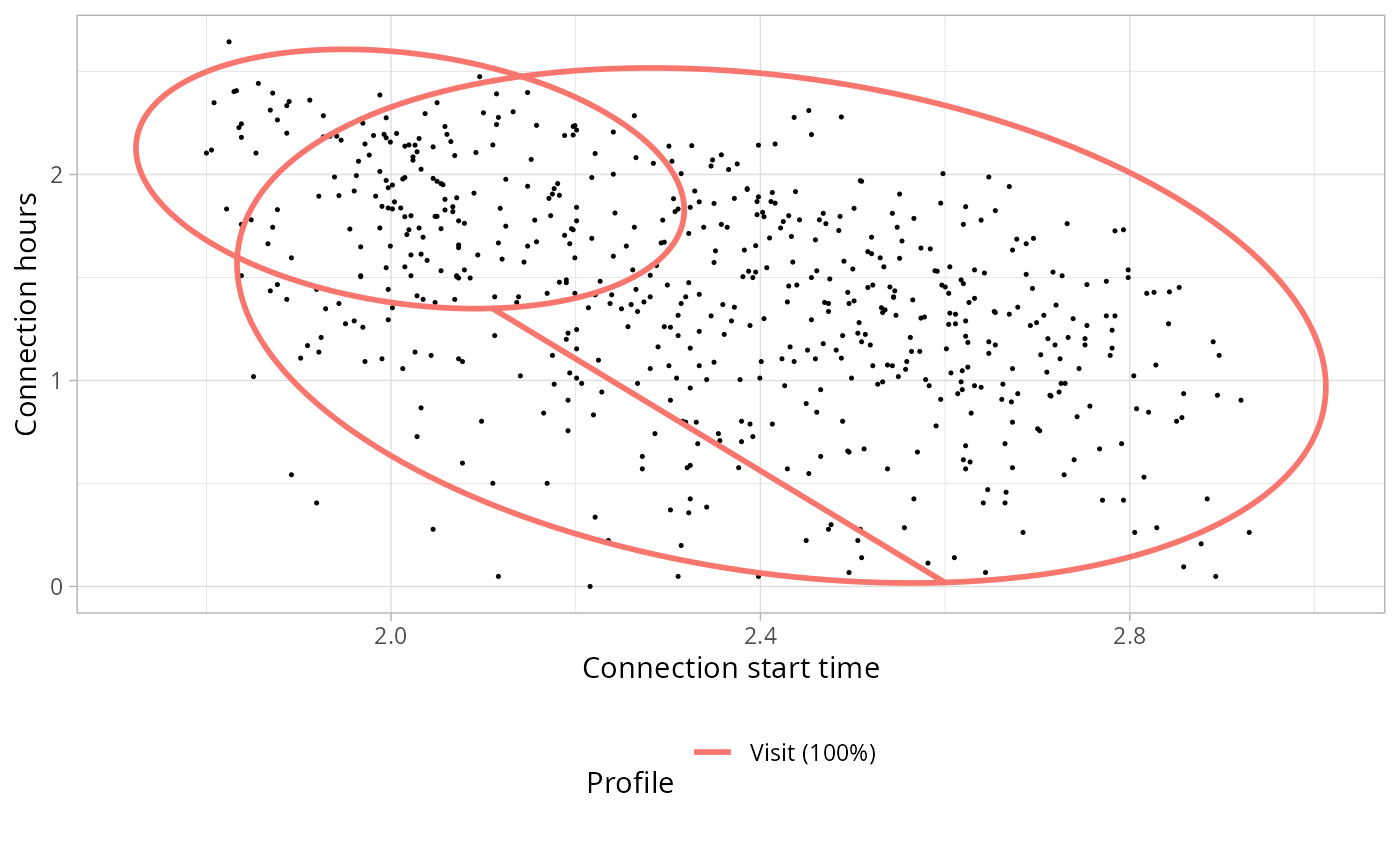 Connection hours
2
1
0
2.0 2.4 2.8
Connection start time
Visit (100%)
Profile